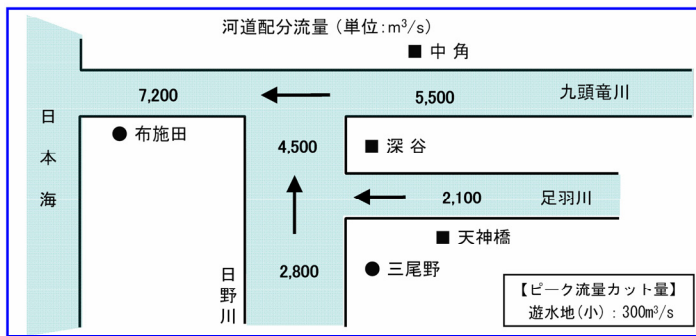 河道配分流量（単位：m³/s）
■ 中 角
7,200
5,500
九頭竜川
日本海
● 布施田
4,500
■ 深 谷
2,100
足羽川
■ 天神橋
2,800
● 三尾野
日野川
【ピーク流量カット量】
遊水地(小)：300m³/s